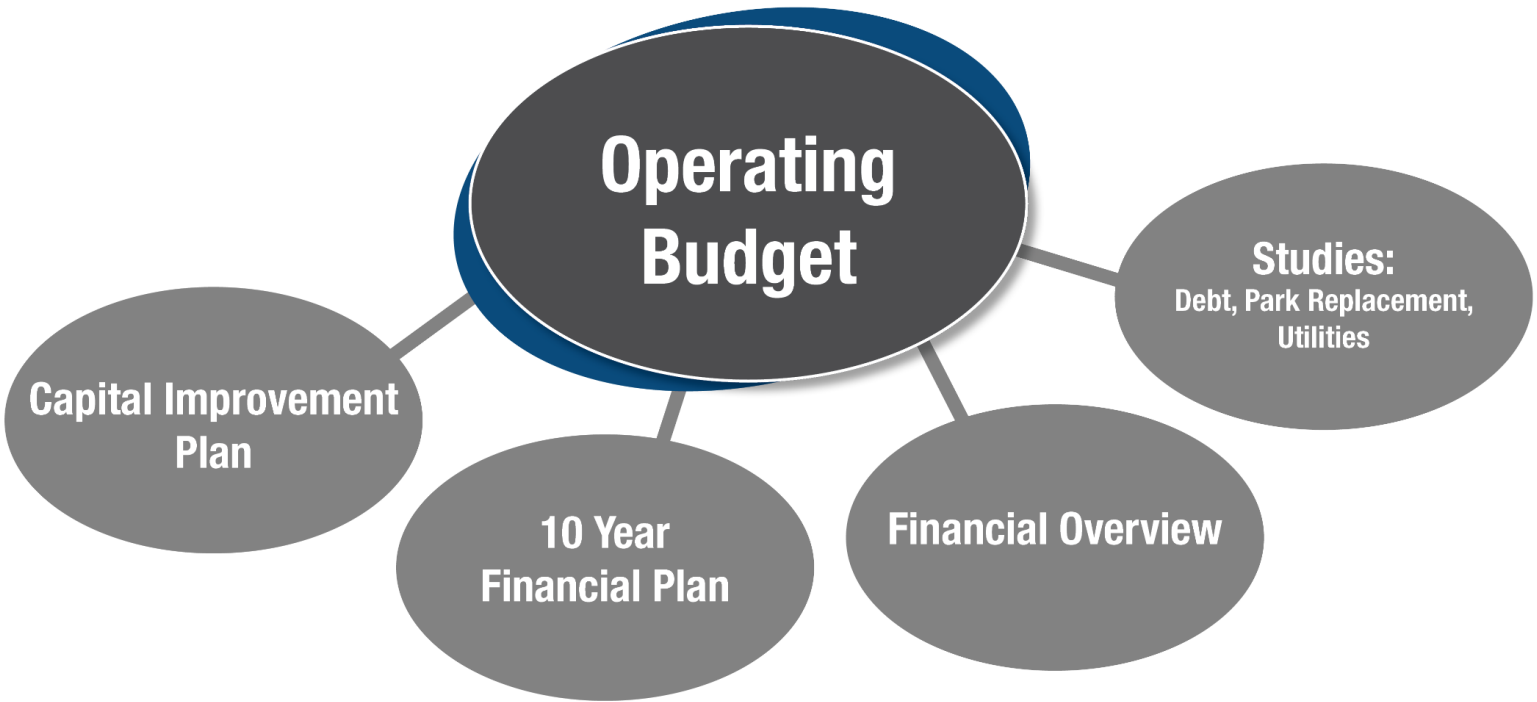 Operating
Budget
Studies:
Debt, Park Replacement,
Utilities
Capital Improvement
Plan
10 Year
Financial Plan
Financial Overview